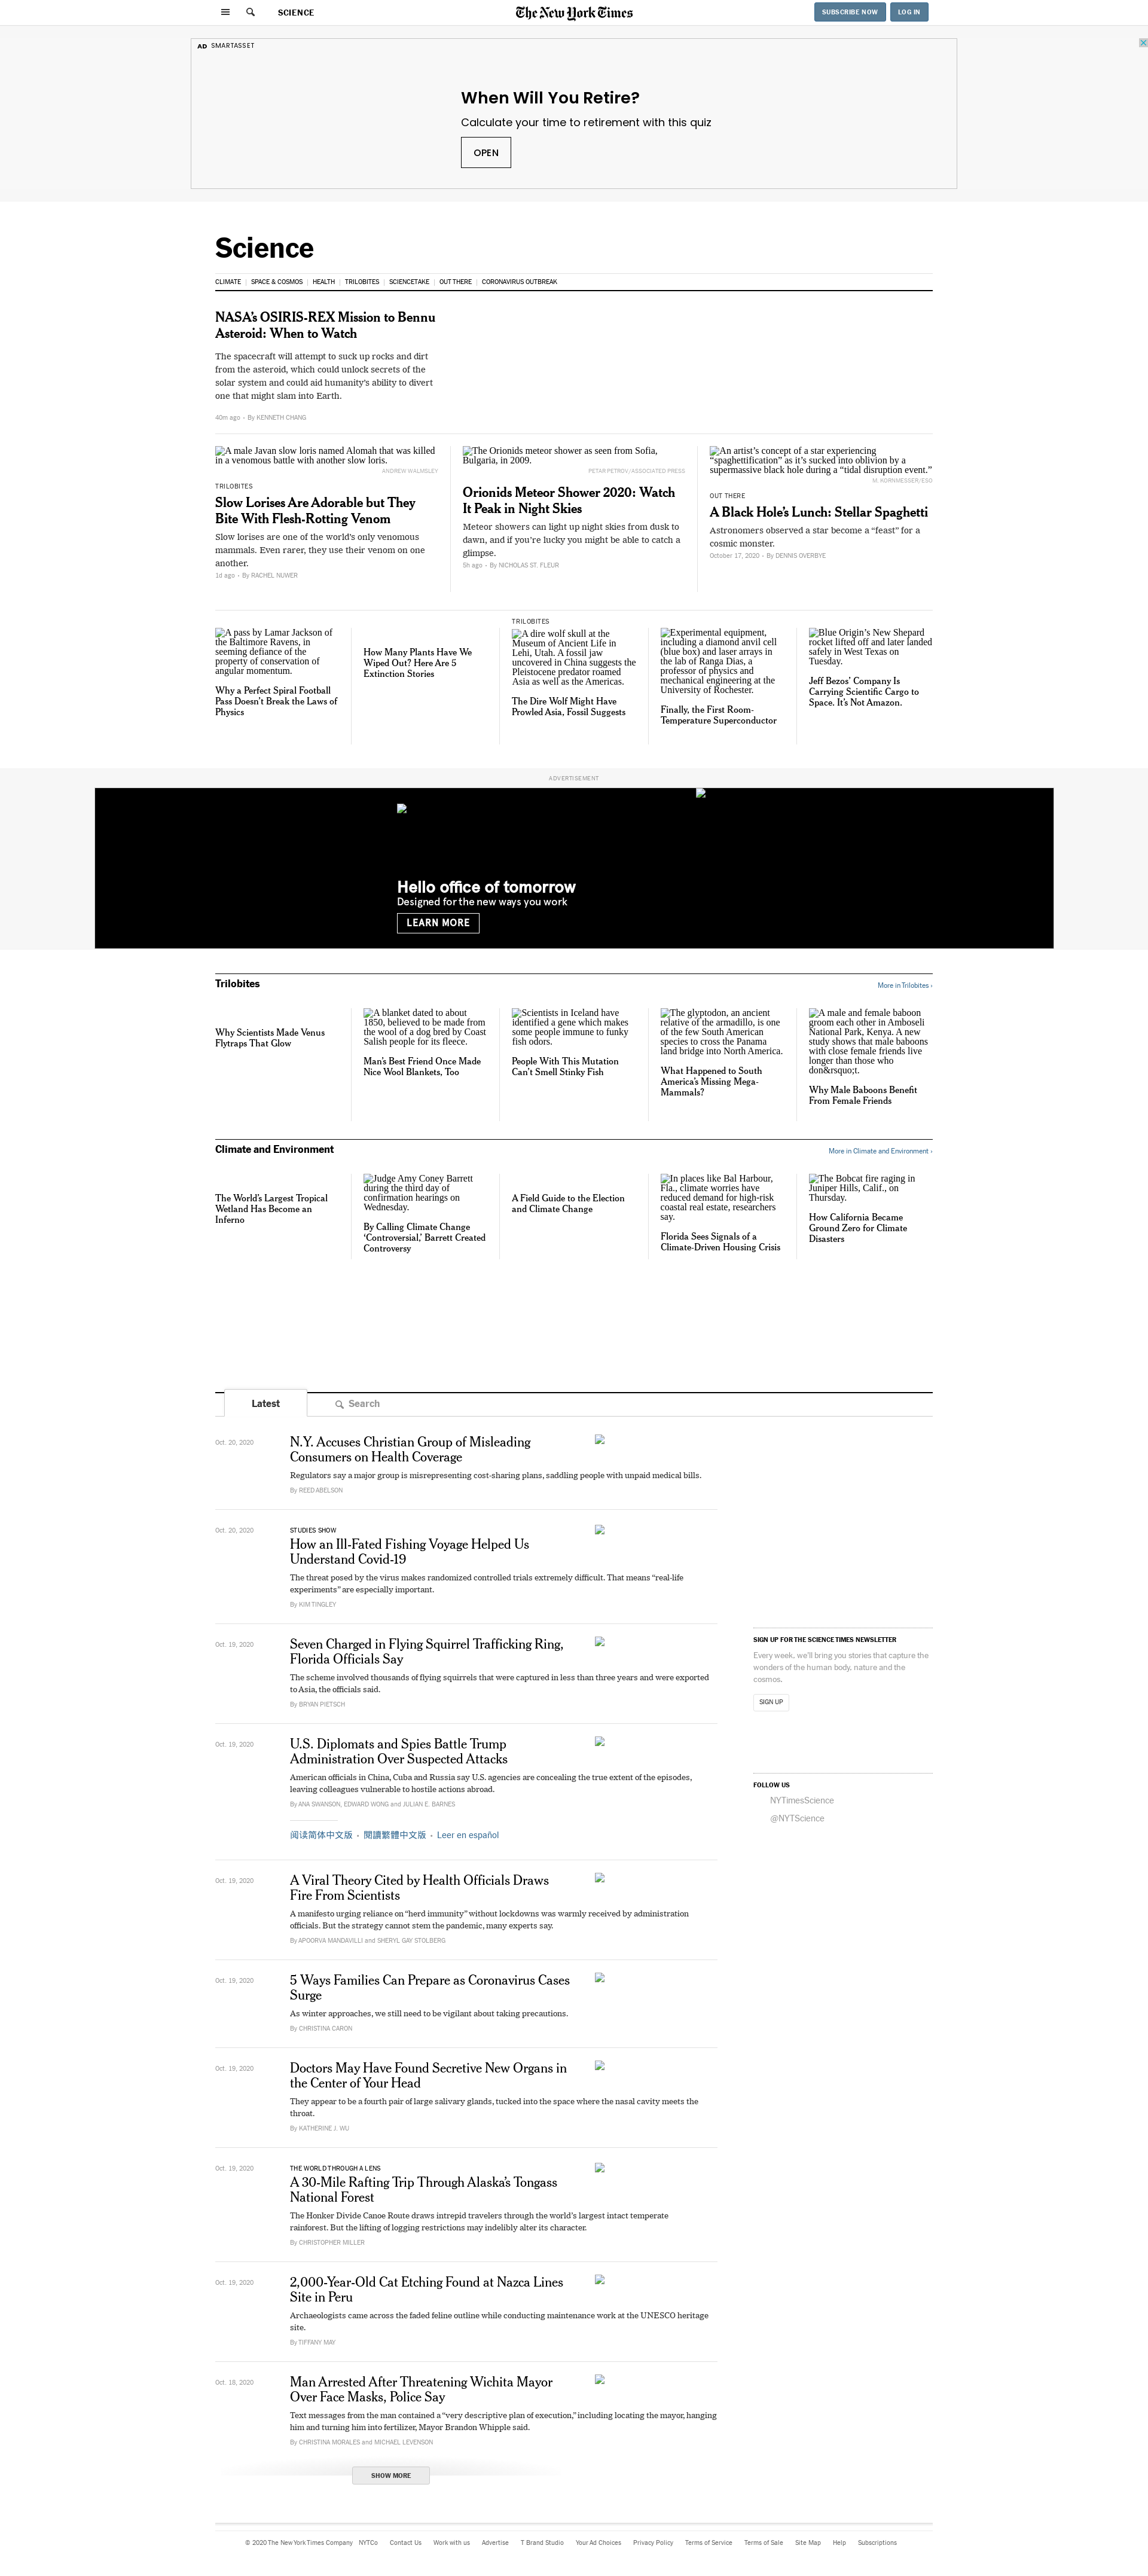 SCIENCE
The New York Times
SUBSCRIBE NOW
LOG IN
AD SMARTASSET
When Will You Retire?
Calculate your time to retirement with this quiz
OPEN
Science
CLIMATE
SPACE & COSMOS
HEALTH
TRILOBITES
SCIENCETAKE
OUT THERE
CORONAVIRUS OUTBREAK
NASA’s OSIRIS-REX Mission to Bennu
Asteroid: When to Watch
The spacecraft will attempt to suck up rocks and dirt
from the asteroid, which could unlock secrets of the
solar system and could aid humanity’s ability to divert
one that might slam into Earth.
40m ago • By KENNETH CHANG
A male Javan slow loris named Alomah that was killed
in a venomous battle with another slow loris.
ANDREW WALMSLEY
TRILOBITES
Slow Lorises Are Adorable but They
Bite With Flesh-Rotting Venom
Slow lorises are one of the world’s only venomous
mammals. Even rarer, they use their venom on one
another.
1d ago • By RACHEL NUWER
The Orionids meteor shower as seen from Sofia,
Bulgaria, in 2009.
PETAR PETROV/ASSOCIATED PRESS
Orionids Meteor Shower 2020: Watch
It Peak in Night Skies
Meteor showers can light up night skies from dusk to
dawn, and if you’re lucky you might be able to catch a
glimpse.
5h ago • By NICHOLAS ST. FLEUR
An artist’s concept of a star experiencing
“spaghettification” as it’s sucked into oblivion by a
supermassive black hole during a “tidal disruption event.”
M. KORNMESSER/ESO
OUT THERE
A Black Hole’s Lunch: Stellar Spaghetti
Astronomers observed a star become a “feast” for a
cosmic monster.
October 17, 2020 • By DENNIS OVERBYE
A pass by Lamar Jackson of
the Baltimore Ravens, in
seeming defiance of the
property of conservation of
angular momentum.
Why a Perfect Spiral Football
Pass Doesn’t Break the Laws of
Physics
How Many Plants Have We
Wiped Out? Here Are 5
Extinction Stories
TRILOBITES
A dire wolf skull at the
Museum of Ancient Life in
Lehi, Utah. A fossil jaw
uncovered in China suggests the
Pleistocene predator roamed
Asia as well as the Americas.
The Dire Wolf Might Have
Prowled Asia, Fossil Suggests
Experimental equipment,
including a diamond anvil cell
(blue box) and laser arrays in
the lab of Ranga Dias, a
professor of physics and
mechanical engineering at the
University of Rochester.
Finally, the First Room-
Temperature Superconductor
Blue Origin’s New Shepard
rocket lifted off and later landed
safely in West Texas on
Tuesday.
Jeff Bezos’ Company Is
Carrying Scientific Cargo to
Space. It’s Not Amazon.
ADVERTISEMENT
Hello office of tomorrow
Designed for the new ways you work
LEARN MORE
Trilobites
More in Trilobites ›
Why Scientists Made Venus
Flytraps That Glow
A blanket dated to about
1850, believed to be made from
the wool of a dog bred by Coast
Salish people for its fleece.
Man’s Best Friend Once Made
Nice Wool Blankets, Too
Scientists in Iceland have
identified a gene which makes
some people immune to funky
fish odors.
People With This Mutation
Can’t Smell Stinky Fish
The glyptodon, an ancient
relative of the armadillo, is one
of the few South American
species to cross the Panama
land bridge into North America.
What Happened to South
America’s Missing Mega-
Mammals?
A male and female baboon
groom each other in Amboseli
National Park, Kenya. A new
study shows that male baboons
with close female friends live
longer than those who
don&rsquo;t.
Why Male Baboons Benefit
From Female Friends
Climate and Environment
More in Climate and Environment ›
The World’s Largest Tropical
Wetland Has Become an
Inferno
Judge Amy Coney Barrett
during the third day of
confirmation hearings on
Wednesday.
By Calling Climate Change
‘Controversial,’ Barrett Created
Controversy
A Field Guide to the Election
and Climate Change
In places like Bal Harbour,
Fla., climate worries have
reduced demand for high-risk
coastal real estate, researchers
say.
Florida Sees Signals of a
Climate-Driven Housing Crisis
The Bobcat fire raging in
Juniper Hills, Calif., on
Thursday.
How California Became
Ground Zero for Climate
Disasters
Latest
Search
Oct. 20, 2020
N.Y. Accuses Christian Group of Misleading
Consumers on Health Coverage
Regulators say a major group is misrepresenting cost-sharing plans, saddling people with unpaid medical bills.
By REED ABELSON
Oct. 20, 2020
STUDIES SHOW
How an Ill-Fated Fishing Voyage Helped Us
Understand Covid-19
The threat posed by the virus makes randomized controlled trials extremely difficult. That means “real-life
experiments” are especially important.
By KIM TINGLEY
Oct. 19, 2020
Seven Charged in Flying Squirrel Trafficking Ring,
Florida Officials Say
The scheme involved thousands of flying squirrels that were captured in less than three years and were exported
to Asia, the officials said.
By BRYAN PIETSCH
Oct. 19, 2020
U.S. Diplomats and Spies Battle Trump
Administration Over Suspected Attacks
American officials in China, Cuba and Russia say U.S. agencies are concealing the true extent of the episodes,
leaving colleagues vulnerable to hostile actions abroad.
By ANA SWANSON, EDWARD WONG and JULIAN E. BARNES
阅读简体中文版 • 閱讀繁體中文版 • Leer en español
Oct. 19, 2020
A Viral Theory Cited by Health Officials Draws
Fire From Scientists
A manifesto urging reliance on “herd immunity” without lockdowns was warmly received by administration
officials. But the strategy cannot stem the pandemic, many experts say.
By APOORVA MANDAVILLI and SHERYL GAY STOLBERG
Oct. 19, 2020
5 Ways Families Can Prepare as Coronavirus Cases
Surge
As winter approaches, we still need to be vigilant about taking precautions.
By CHRISTINA CARON
Oct. 19, 2020
Doctors May Have Found Secretive New Organs in
the Center of Your Head
They appear to be a fourth pair of large salivary glands, tucked into the space where the nasal cavity meets the
throat.
By KATHERINE J. WU
Oct. 19, 2020
THE WORLD THROUGH A LENS
A 30-Mile Rafting Trip Through Alaska’s Tongass
National Forest
The Honker Divide Canoe Route draws intrepid travelers through the world’s largest intact temperate
rainforest. But the lifting of logging restrictions may indelibly alter its character.
By CHRISTOPHER MILLER
Oct. 19, 2020
2,000-Year-Old Cat Etching Found at Nazca Lines
Site in Peru
Archaeologists came across the faded feline outline while conducting maintenance work at the UNESCO heritage
site.
By TIFFANY MAY
Oct. 18, 2020
Man Arrested After Threatening Wichita Mayor
Over Face Masks, Police Say
Text messages from the man contained a “very descriptive plan of execution,” including locating the mayor, hanging
him and turning him into fertilizer, Mayor Brandon Whipple said.
By CHRISTINA MORALES and MICHAEL LEVENSON
SHOW MORE
SIGN UP FOR THE SCIENCE TIMES NEWSLETTER
Every week, we’ll bring you stories that capture the
wonders of the human body, nature and the
cosmos.
SIGN UP
FOLLOW US
NYTimesScience
@NYTScience
© 2020 The New York Times Company
NYTCo
Contact Us
Work with us
Advertise
T Brand Studio
Your Ad Choices
Privacy Policy
Terms of Service
Terms of Sale
Site Map
Help
Subscriptions